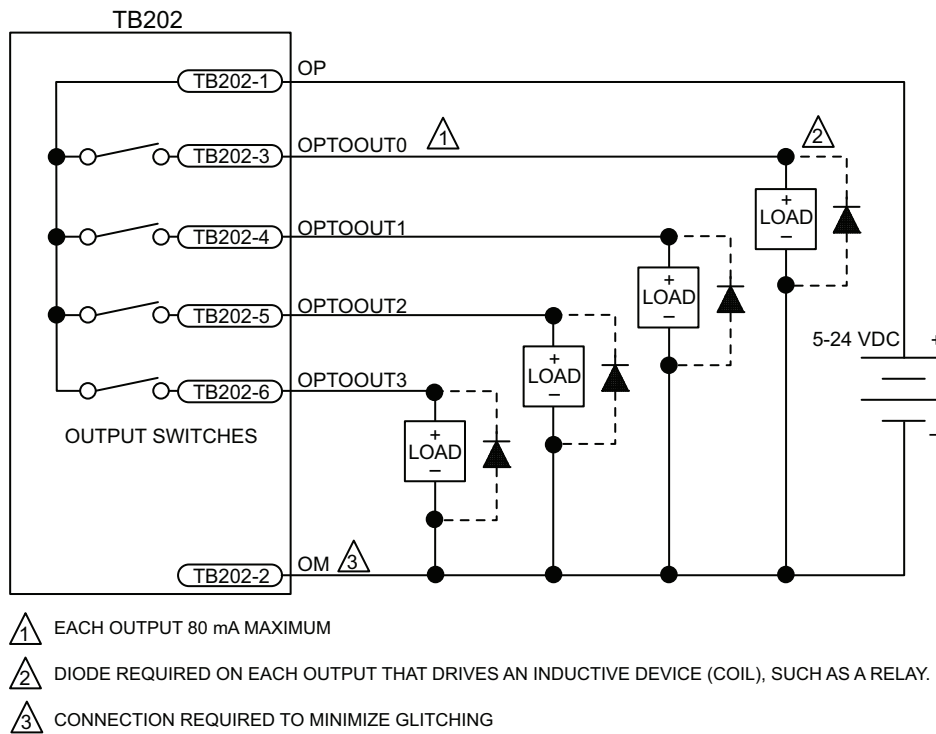 TB202
TB202-1 OP
TB202-3 OPTOOUT0 1 2
+
LOAD
–
TB202-4 OPTOOUT1
+
LOAD
–
TB202-5 OPTOOUT2
+
LOAD
–
5-24 VDC +
–
TB202-6 OPTOOUT3
+
LOAD
–
OUTPUT SWITCHES
TB202-2 OM 3
1 EACH OUTPUT 80 mA MAXIMUM
2 DIODE REQUIRED ON EACH OUTPUT THAT DRIVES AN INDUCTIVE DEVICE (COIL), SUCH AS A RELAY.
3 CONNECTION REQUIRED TO MINIMIZE GLITCHING